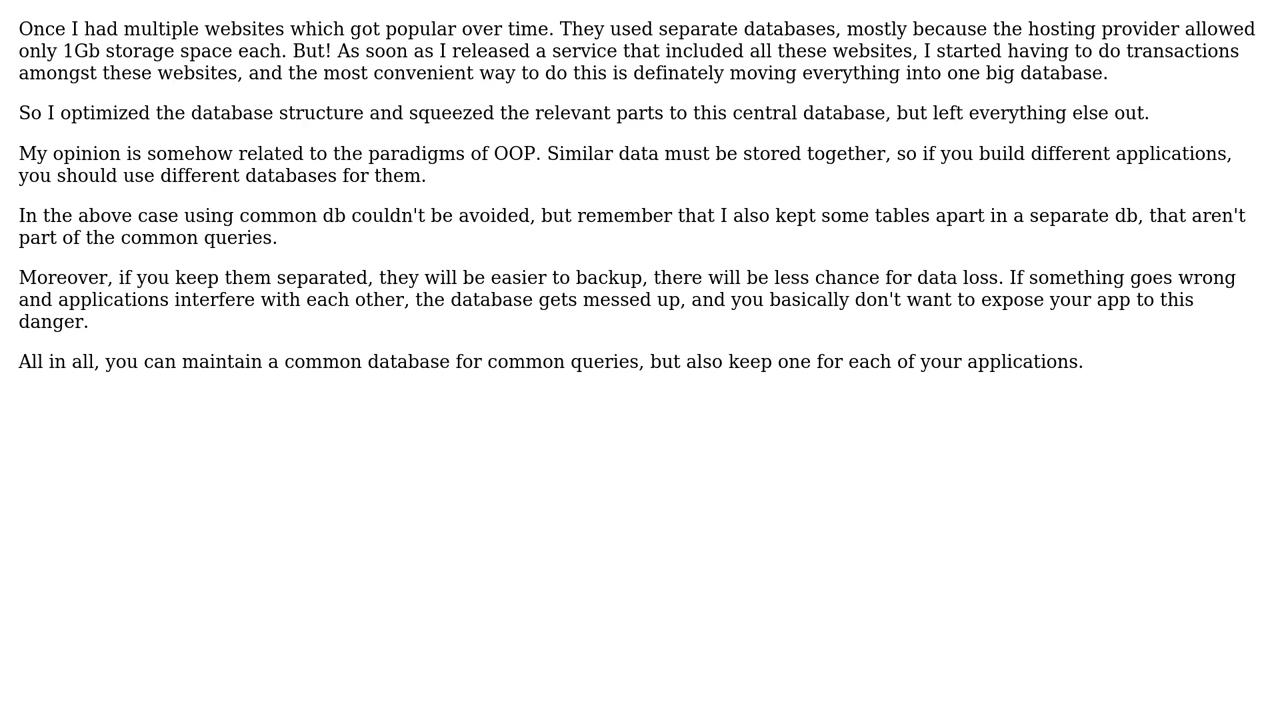 Once I had multiple websites which got popular over time. They used separate databases, mostly because the hosting provider allowed
only 1Gb storage space each. But! As soon as I released a service that included all these websites, I started having to do transactions
amongst these websites, and the most convenient way to do this is definately moving everything into one big database.
So I optimized the database structure and squeezed the relevant parts to this central database, but left everything else out.
My opinion is somehow related to the paradigms of OOP. Similar data must be stored together, so if you build different applications,
you should use different databases for them.
In the above case using common db couldn't be avoided, but remember that I also kept some tables apart in a separate db, that aren't
part of the common queries.
Moreover, if you keep them separated, they will be easier to backup, there will be less chance for data loss. If something goes wrong
and applications interfere with each other, the database gets messed up, and you basically don't want to expose your app to this
danger.
All in all, you can maintain a common database for common queries, but also keep one for each of your applications.